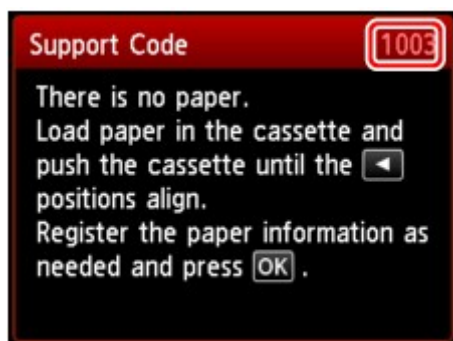 Support Code 1003
There is no paper.
Load paper in the cassette and
push the cassette until the ◀
positions align.
Register the paper information as
needed and press OK .